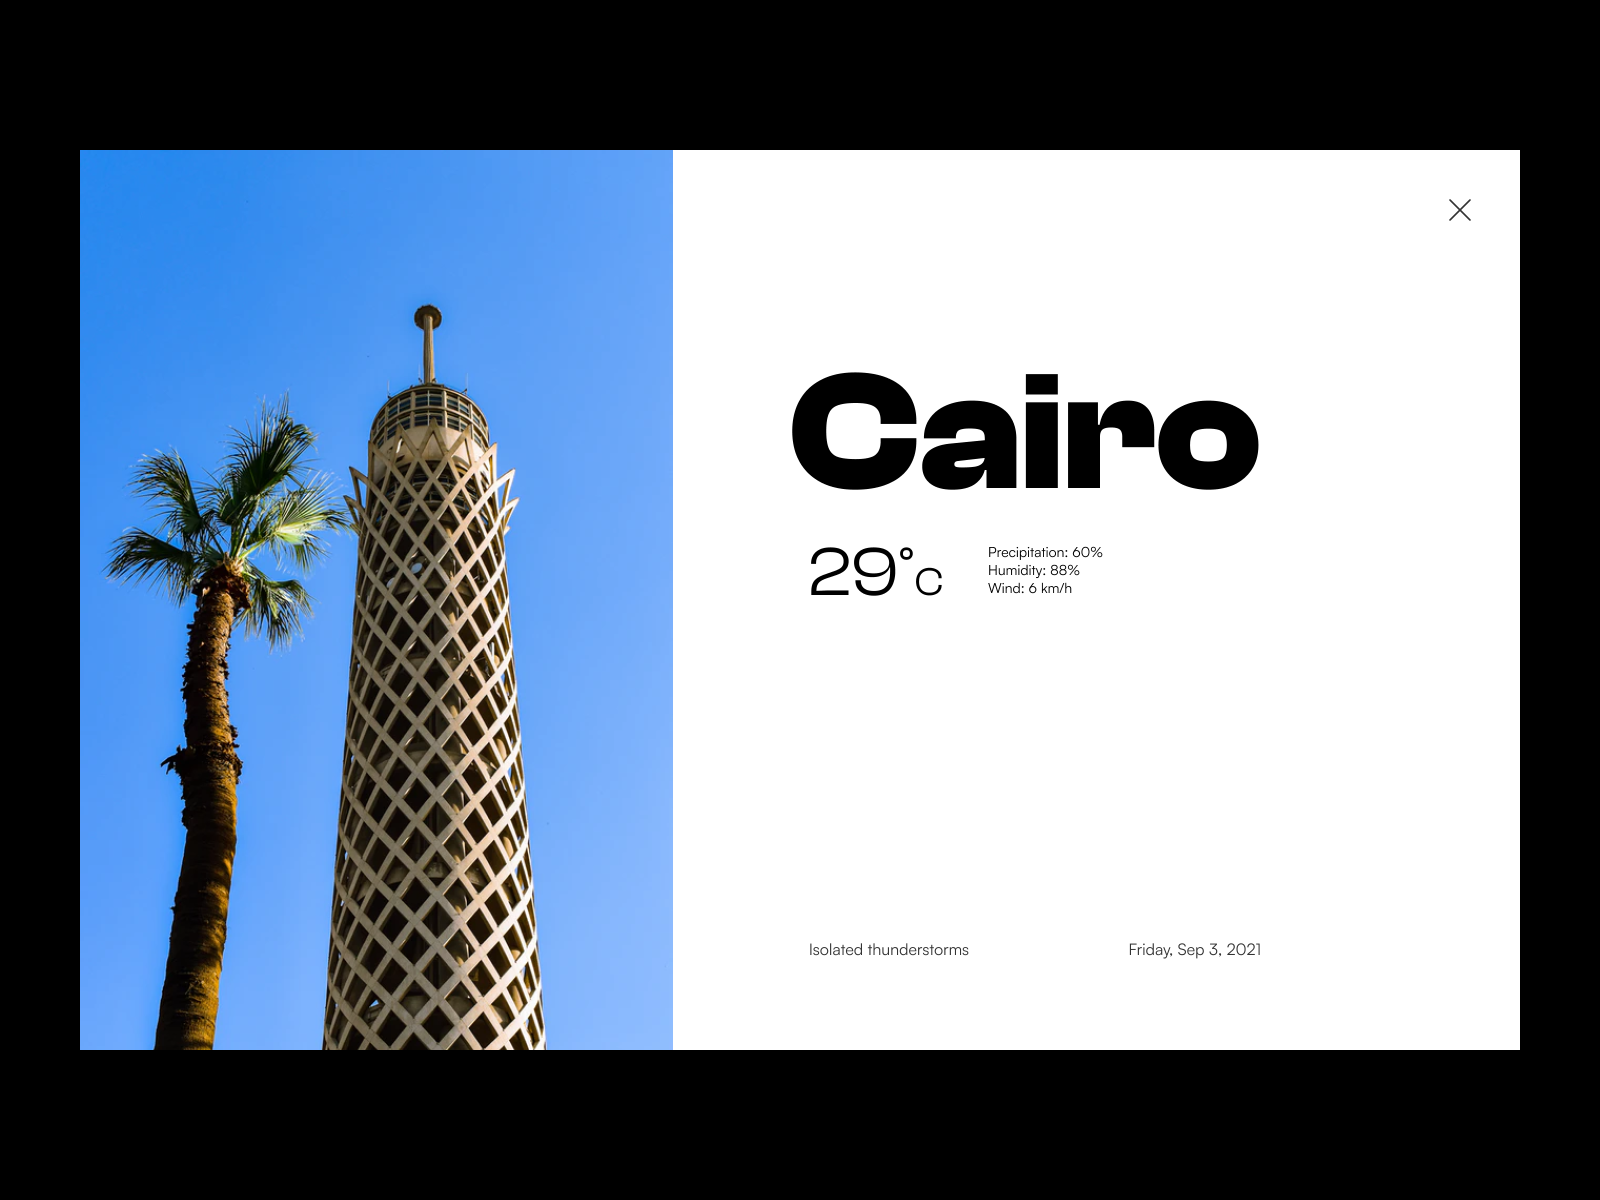 Cairo
29°C
Precipitation: 60%
Humidity: 88%
Wind: 6 km/h
Isolated thunderstorms
Friday, Sep 3, 2021